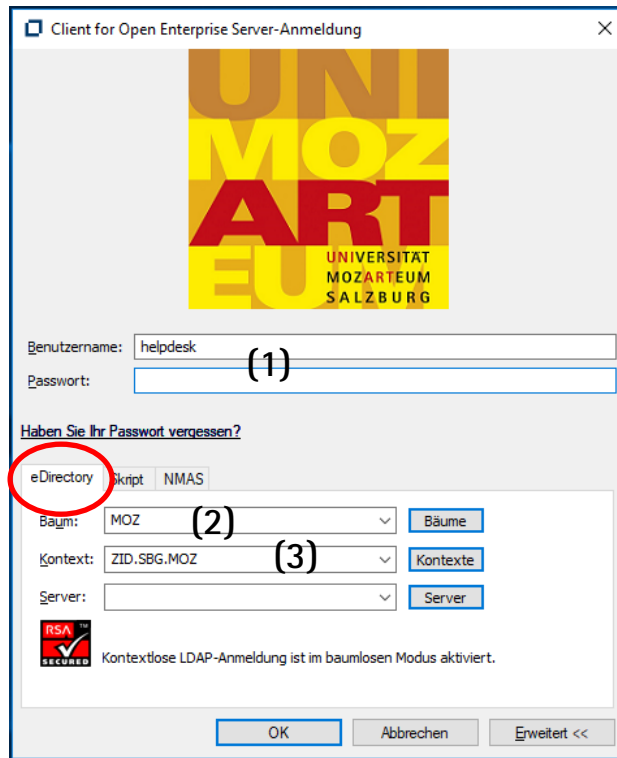 Client for Open Enterprise Server-Anmeldung
UNI
MOZ
ART
EUM
UNIVERSITÄT
MOZARTEUM
SALZBURG
Benutzername: helpdesk
(1)
Passwort:
Haben Sie Ihr Passwort vergessen?
eDirectory Skript NMAS
Baum: MOZ (2) Bäume
Kontext: ZID.SBG.MOZ (3) Kontexte
Server: Server
RSA TM
SECURED
Kontextlose LDAP-Anmeldung ist im baumlosen Modus aktiviert.
OK Abbrechen Erweitert <<